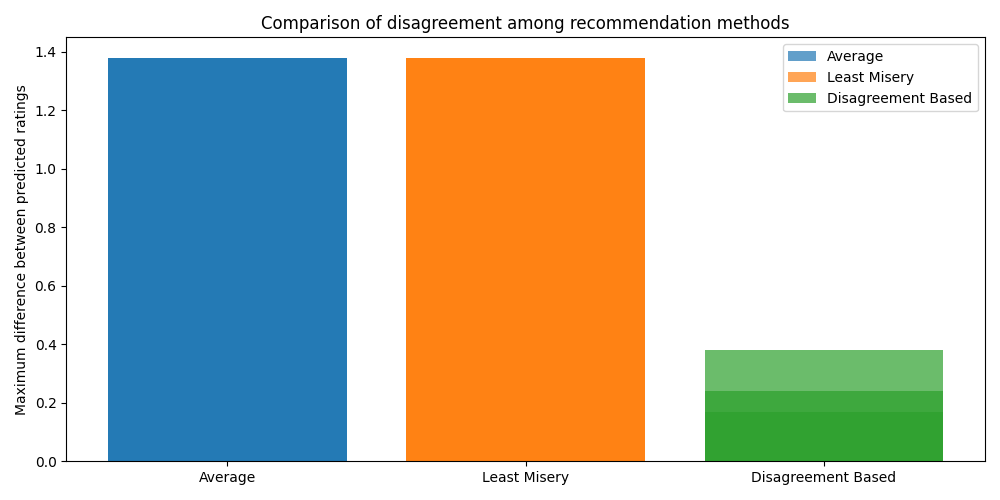 Comparison of disagreement among recommendation methods
Maximum difference between predicted ratings
1.4
1.2
1.0
0.8
0.6
0.4
0.2
0.0
Average
Least Misery
Disagreement Based
Average
Least Misery
Disagreement Based